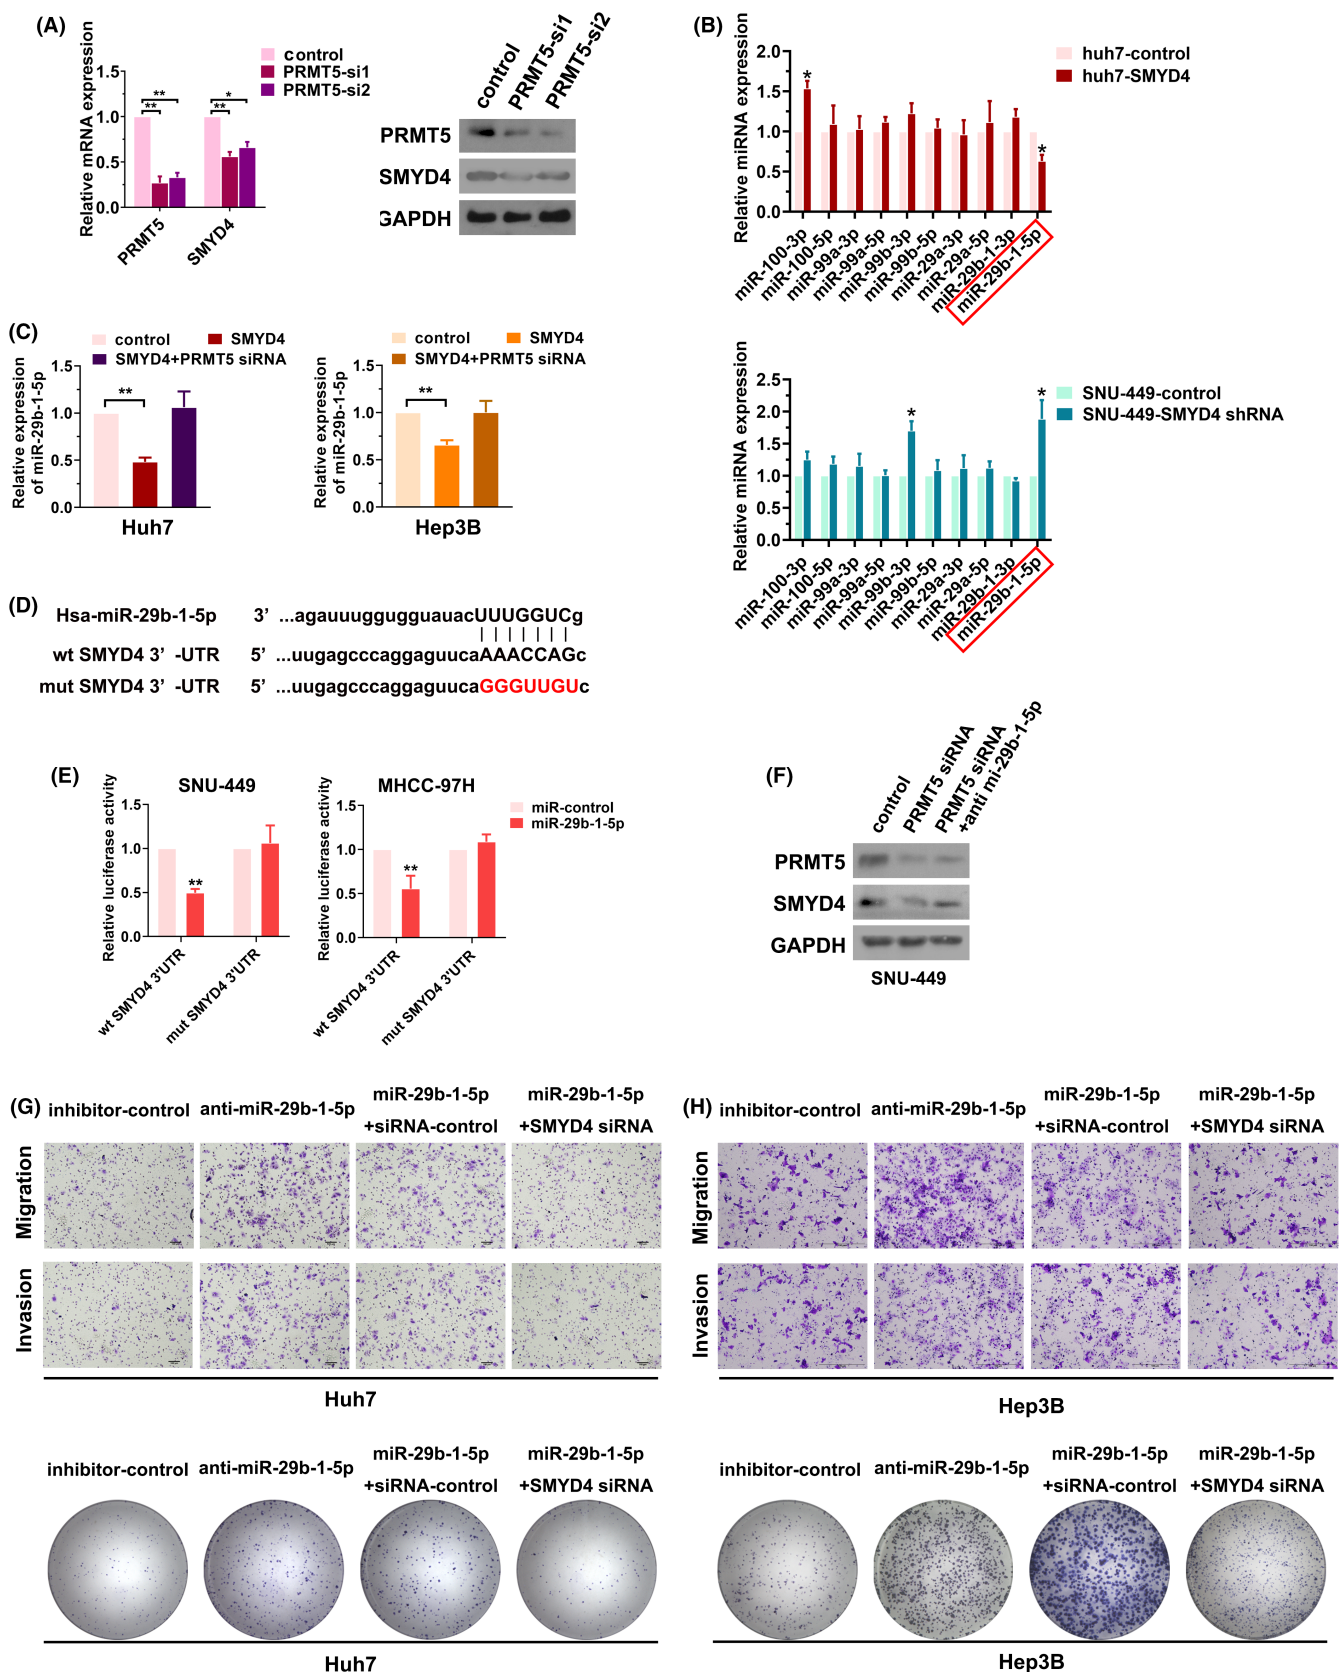 (A)
control
PRMT5-si1
PRMT5-si2
Relative mRNA expression
1.5
1.0
0.5
0.0
**
**
**
*
PRMT5
SMYD4
control
PRMT5-si1
PRMT5-si2
PRMT5
SMYD4
GAPDH
(B)
huh7-control
huh7-SMYD4
Relative miRNA expression
2.0
1.5
1.0
0.5
0.0
*
*
miR-100-3p
miR-100-5p
miR-99a-3p
miR-99a-5p
miR-99b-3p
miR-99b-5p
miR-29a-3p
miR-29a-5p
miR-29b-1-3p
miR-29b-1-5p
SNU-449-control
SNU-449-SMYD4 shRNA
Relative miRNA expression
2.5
2.0
1.5
1.0
0.5
0.0
*
*
miR-100-3p
miR-100-5p
miR-99a-3p
miR-99a-5p
miR-99b-3p
miR-99b-5p
miR-29a-3p
miR-29a-5p
miR-29b-1-3p
miR-29b-1-5p
(C)
control
SMYD4
SMYD4+PRMT5 siRNA
Relative expression
of miR-29b-1-5p
1.5
1.0
0.5
0.0
**
Huh7
control
SMYD4
SMYD4+PRMT5 siRNA
Relative expression
of miR-29b-1-5p
1.5
1.0
0.5
0.0
**
Hep3B
(D)
Hsa-miR-29b-1-5p 3’ ...agauuuggugguauacUUUGGUCg
wt SMYD4 3’ -UTR 5’ ...uugagcccaggaguucaAAACCAGc
mut SMYD4 3’ -UTR 5’ ...uugagcccaggaguucaGGGUUGUc
(E)
SNU-449
Relative luciferase activity
1.5
1.0
0.5
0.0
**
wt SMYD4 3'UTR
mut SMYD4 3'UTR
MHCC-97H
Relative luciferase activity
1.5
1.0
0.5
0.0
**
wt SMYD4 3'UTR
mut SMYD4 3'UTR
miR-control
miR-29b-1-5p
(F)
control
PRMT5 siRNA
PRMT5 siRNA
+anti mi-29b-1-5p
PRMT5
SMYD4
GAPDH
SNU-449
(G)
inhibitor-control
anti-miR-29b-1-5p
miR-29b-1-5p
+siRNA-control
miR-29b-1-5p
+SMYD4 siRNA
Migration
Invasion
Huh7
inhibitor-control
anti-miR-29b-1-5p
miR-29b-1-5p
+siRNA-control
miR-29b-1-5p
+SMYD4 siRNA
Huh7
(H)
inhibitor-control
anti-miR-29b-1-5p
miR-29b-1-5p
+siRNA-control
miR-29b-1-5p
+SMYD4 siRNA
Migration
Invasion
Hep3B
inhibitor-control
anti-miR-29b-1-5p
miR-29b-1-5p
+siRNA-control
miR-29b-1-5p
+SMYD4 siRNA
Hep3B